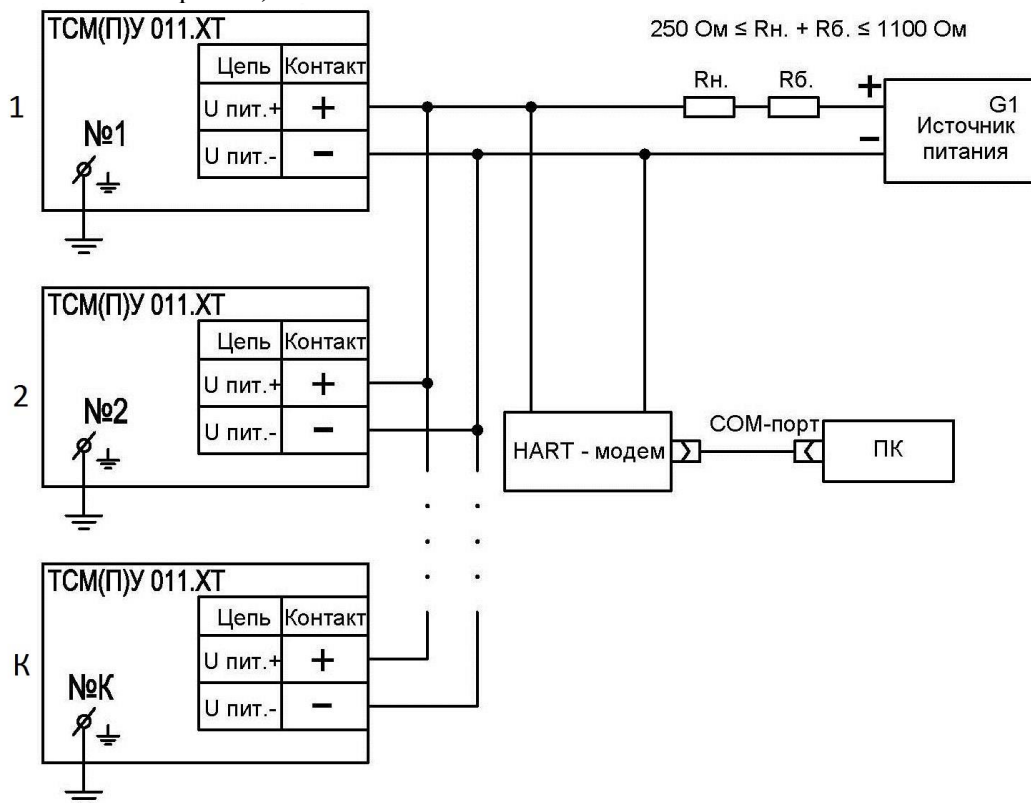 ТСМ(П)У 011.ХТ
250 Ом ≤ Rн. + Rб. ≤ 1100 Ом
Цепь Контакт
Rн. Rб. +
1
U пит.+ +
G1
Источник
питания
№1
U пит.- −
−
ТСМ(П)У 011.ХТ
Цепь Контакт
2
U пит.+ +
№2
U пит.- −
HART - модем
COM-порт
ПК
ТСМ(П)У 011.ХТ
Цепь Контакт
К
U пит.+ +
№К
U пит.- −